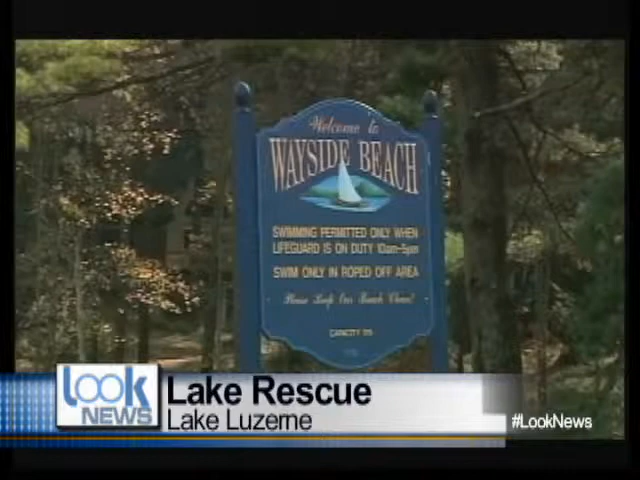 Welcome to
WAYSIDE BEACH
SWIMMING PERMITTED ONLY WHEN
LIFEGUARD IS ON DUTY 10am-5pm
SWIM ONLY IN ROPED OFF AREA
Please Keep Our Beach Clean!
CAPACITY
look
NEWS
Lake Rescue
Lake Luzerne
#LookNews